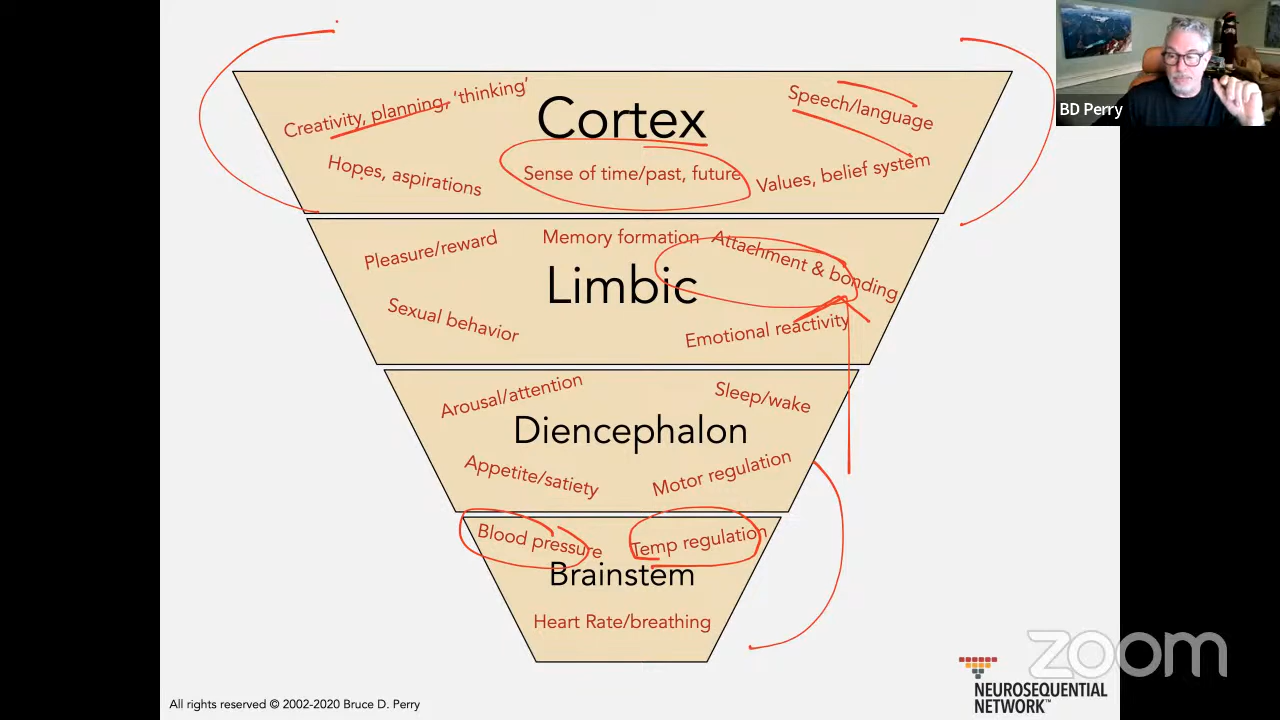 BD Perry
Creativity, planning, 'thinking'
Cortex
Speech/language
Hopes, aspirations
Sense of time/past, future
Values, belief system
Pleasure/reward
Memory formation
Attachment & bonding
Limbic
Sexual behavior
Emotional reactivity
Arousal/attention
Sleep/wake
Diencephalon
Appetite/satiety
Motor regulation
Blood pressure
Temp regulation
Brainstem
Heart Rate/breathing
zoom
NEUROSEQUENTIAL
NETWORK™
All rights reserved © 2002-2020 Bruce D. Perry